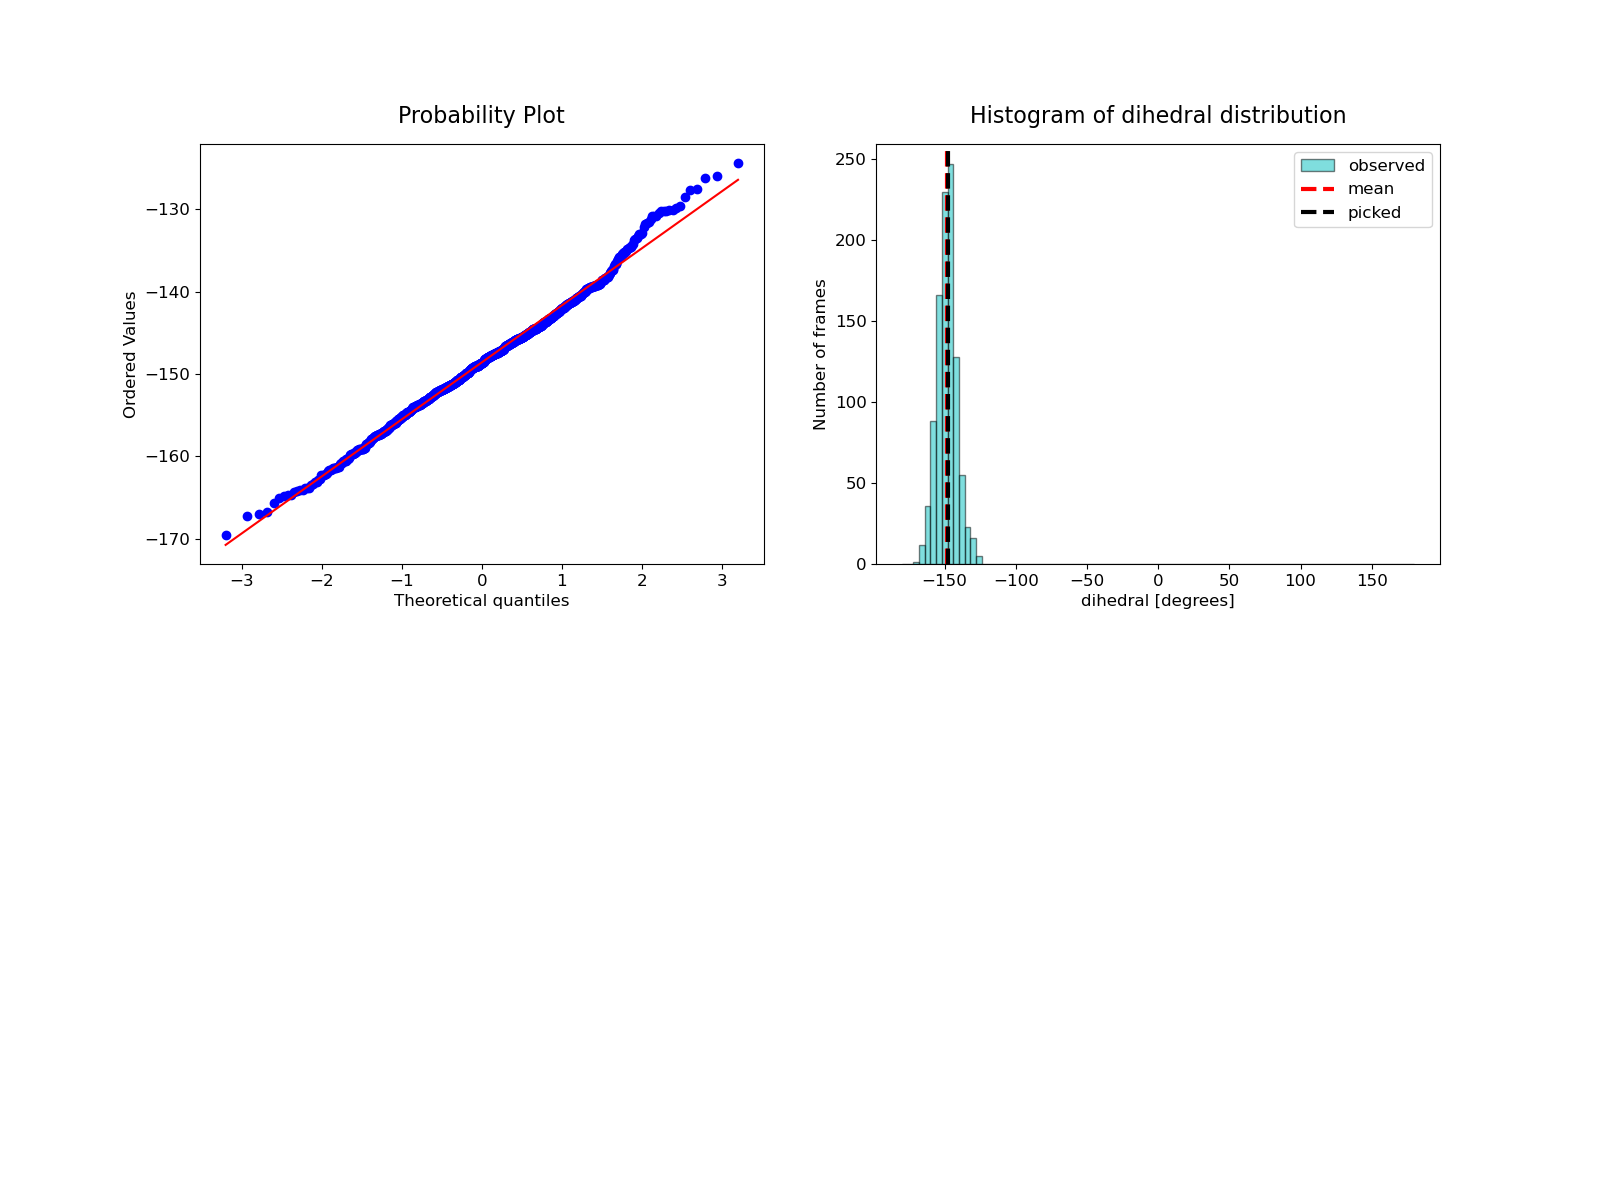 Probability Plot
Ordered Values
−130
−140
−150
−160
−170
−3 −2 −1 0 1 2 3
Theoretical quantiles
Histogram of dihedral distribution
Number of frames
250
200
150
100
50
0
−150 −100 −50 0 50 100 150
dihedral [degrees]
observed
mean
picked